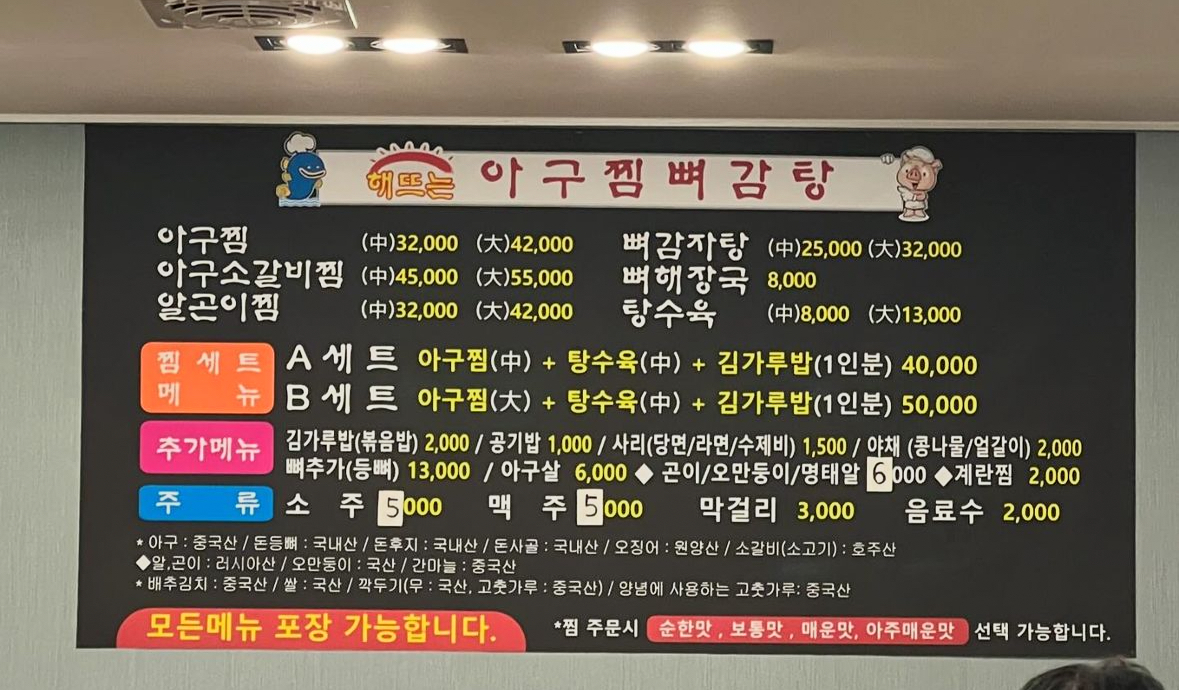 해뜨는 아구찜뼈감탕
아구찜 (中)32,000 (大)42,000 뼈감자탕 (中)25,000 (大)32,000
아구소갈비찜 (中)45,000 (大)55,000 뼈해장국 8,000
알곤이찜 (中)32,000 (大)42,000 탕수육 (中)8,000 (大)13,000
찜 세 트 메 뉴
A 세 트 아구찜(中) + 탕수육(中) + 김가루밥(1인분) 40,000
B 세 트 아구찜(大) + 탕수육(中) + 김가루밥(1인분) 50,000
추가메뉴
김가루밥(볶음밥) 2,000 / 공기밥 1,000 / 사리(당면/라면/수제비) 1,500 / 야채 (콩나물/얼갈이) 2,000
뼈추가(등뼈) 13,000 / 아구살 6,000 ◆ 곤이/오만둥이/명태알 6000 ◆계란찜 2,000
주 류 소 주 5000 맥 주 5000 막걸리 3,000 음료수 2,000
* 아구 : 중국산 / 돈등뼈 : 국내산 / 돈후지 : 국내산 / 돈사골 : 국내산 / 오징어 : 원양산 / 소갈비(소고기) : 호주산
◆알,곤이 : 러시아산 / 오만둥이 : 국산 / 간마늘 : 중국산
* 배추김치 : 중국산 / 쌀 : 국산 / 깍두기(무 : 국산, 고춧가루 : 중국산) / 양념에 사용하는 고춧가루: 중국산
모든메뉴 포장 가능합니다. *찜 주문시 순한맛 , 보통맛 , 매운맛, 아주매운맛 선택 가능합니다.